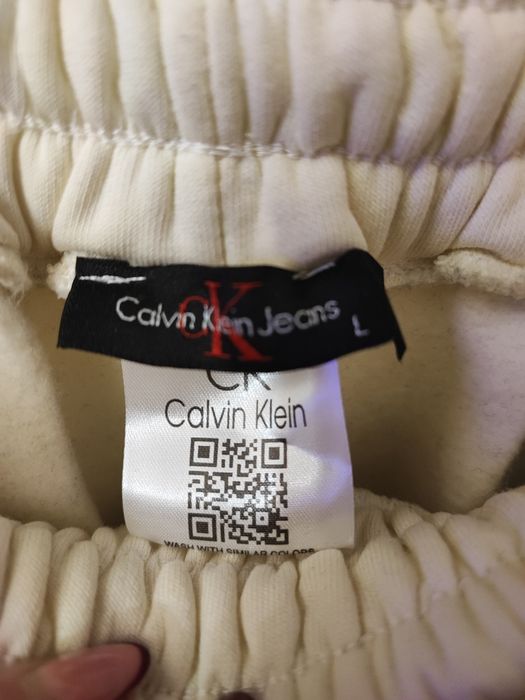 Calvin Klein Jeans
CK
L
CK
Calvin Klein
WASH WITH SIMILAR COLORS